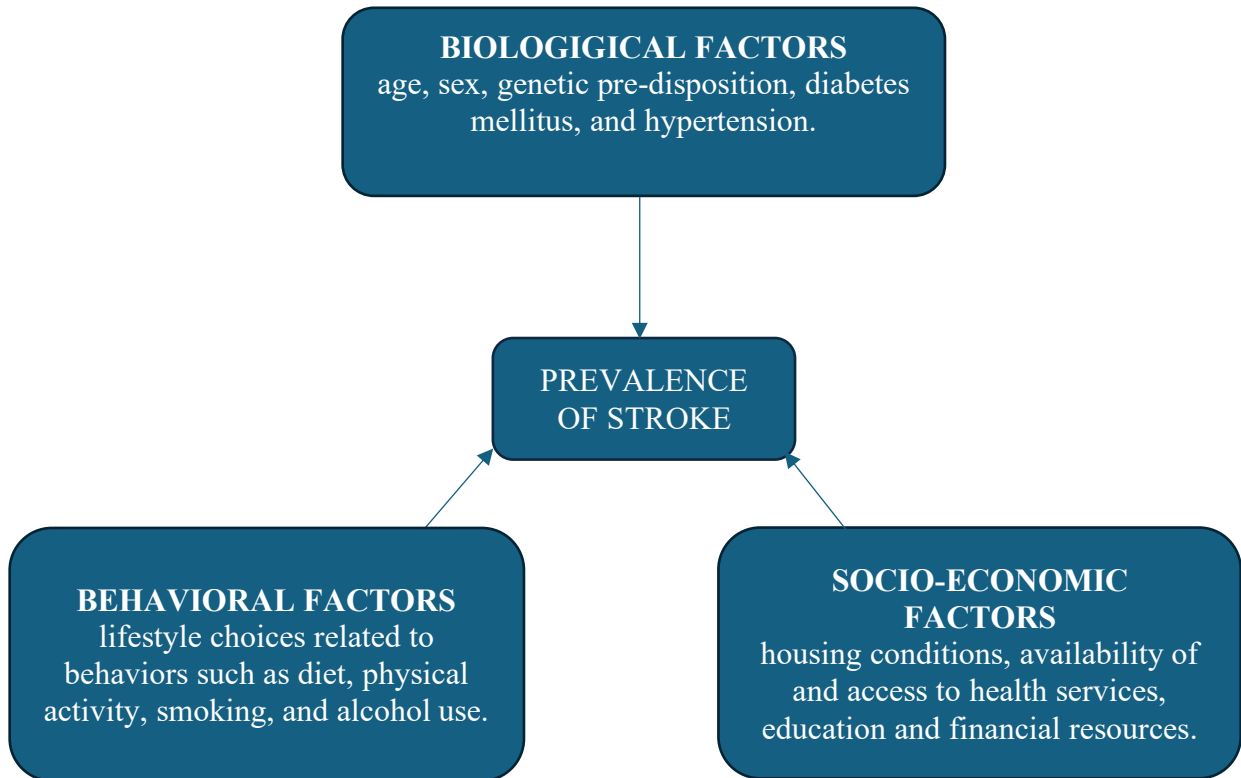 BIOLOGIGICAL FACTORS
age, sex, genetic pre-disposition, diabetes
mellitus, and hypertension.
PREVALENCE
OF STROKE
BEHAVIORAL FACTORS
lifestyle choices related to
behaviors such as diet, physical
activity, smoking, and alcohol use.
SOCIO-ECONOMIC
FACTORS
housing conditions, availability of
and access to health services,
education and financial resources.